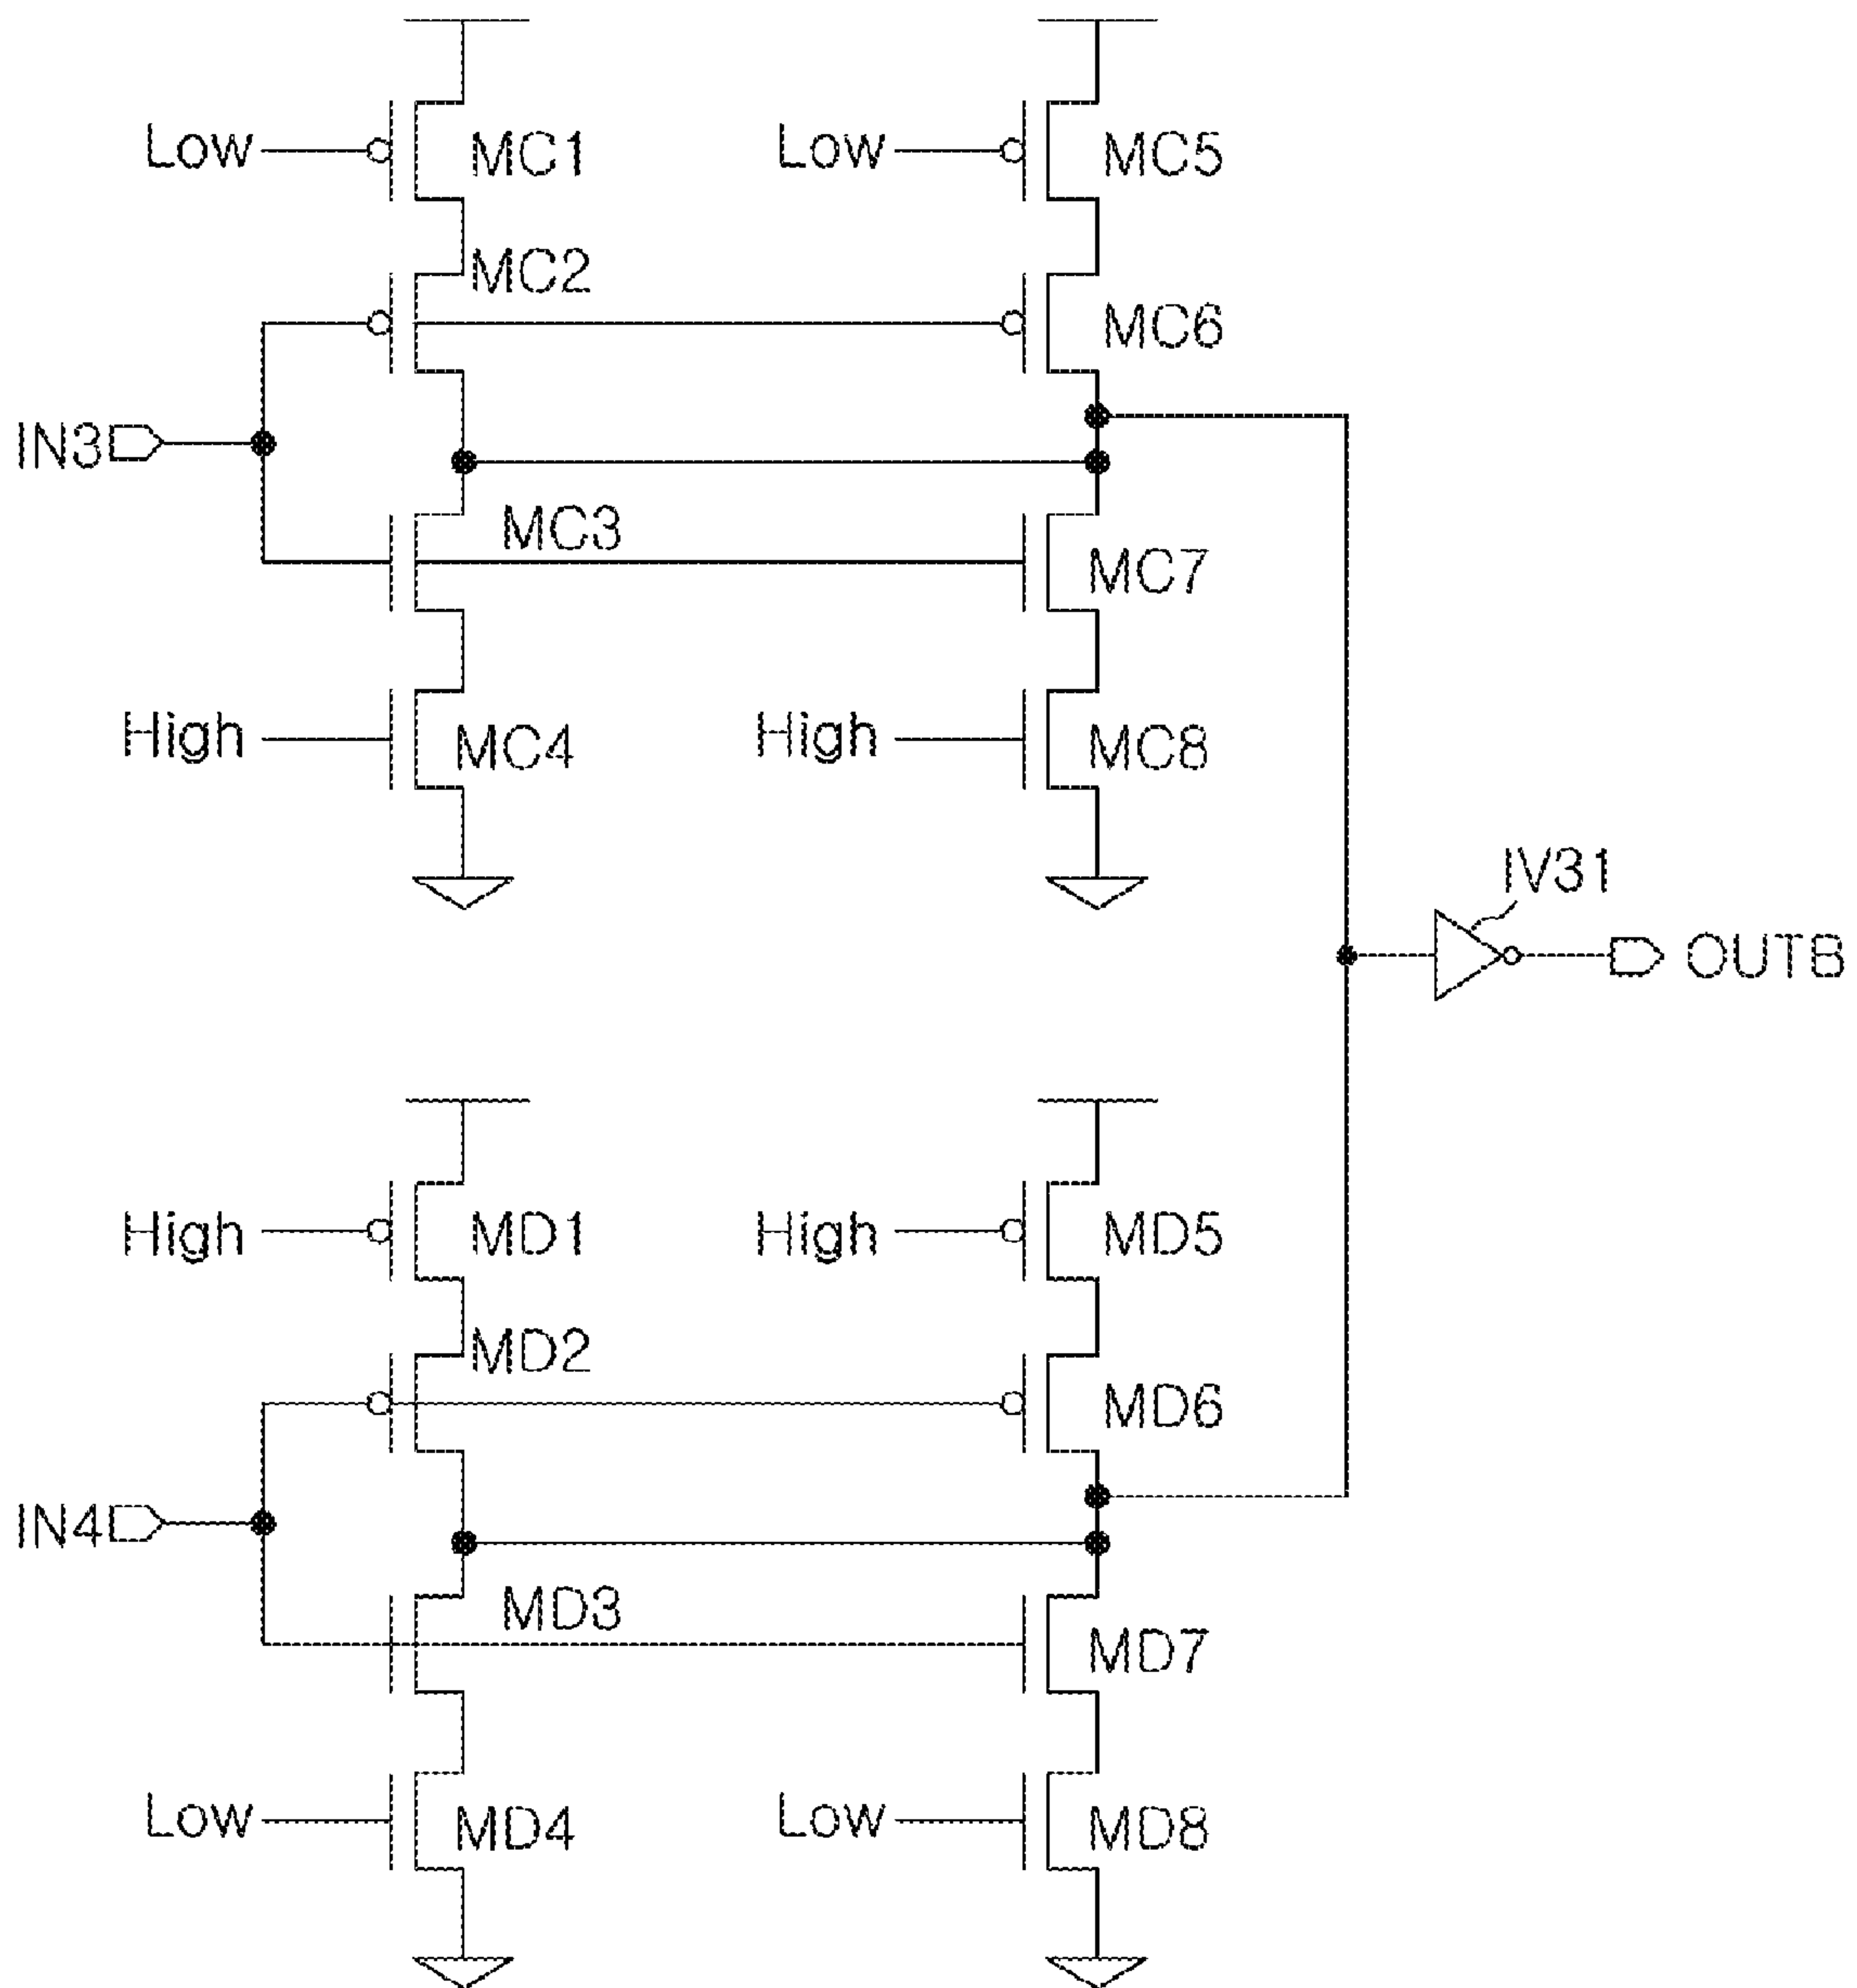 Low
MC1
Low
MC5
MC2
MC6
IN3
MC3
MC7
High
MC4
High
MC8
IV31
OUTB
High
MD1
High
MD5
MD2
MD6
IN4
MD3
MD7
Low
MD4
Low
MD8